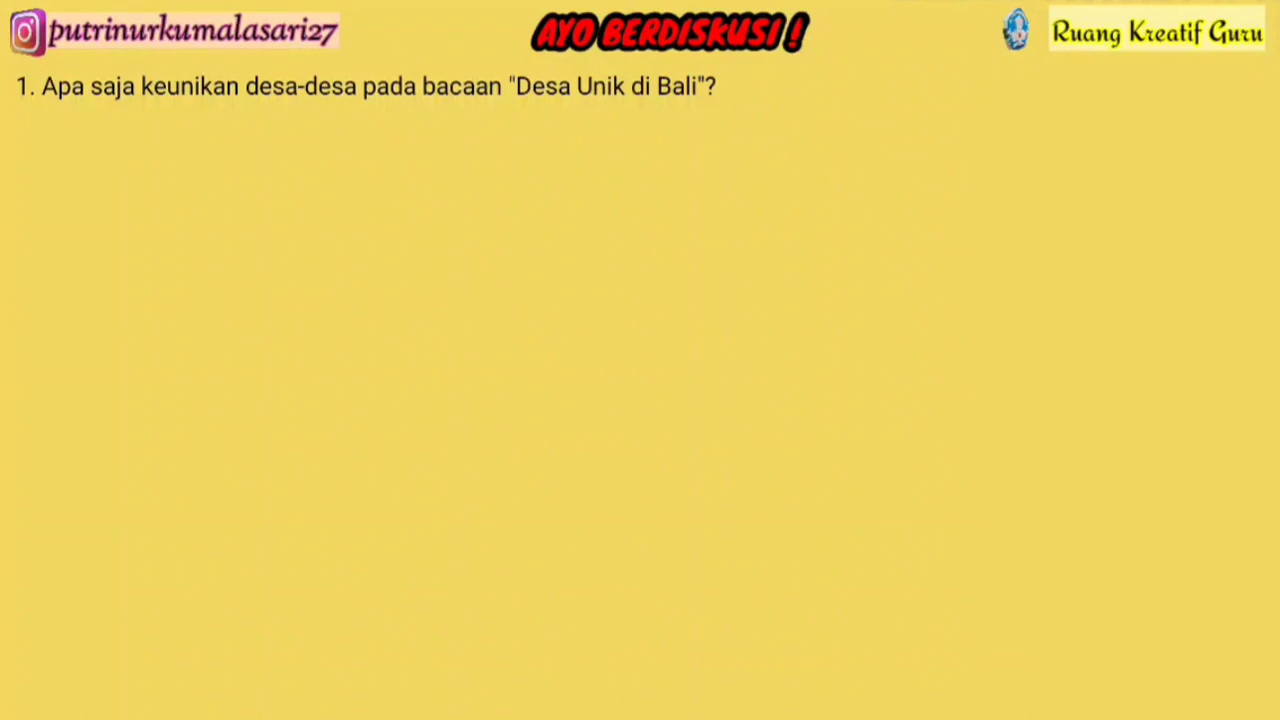 putrinurkumalasari27
AYO BERDISKUSI !
Ruang Kreatif Guru
1. Apa saja keunikan desa-desa pada bacaan "Desa Unik di Bali"?